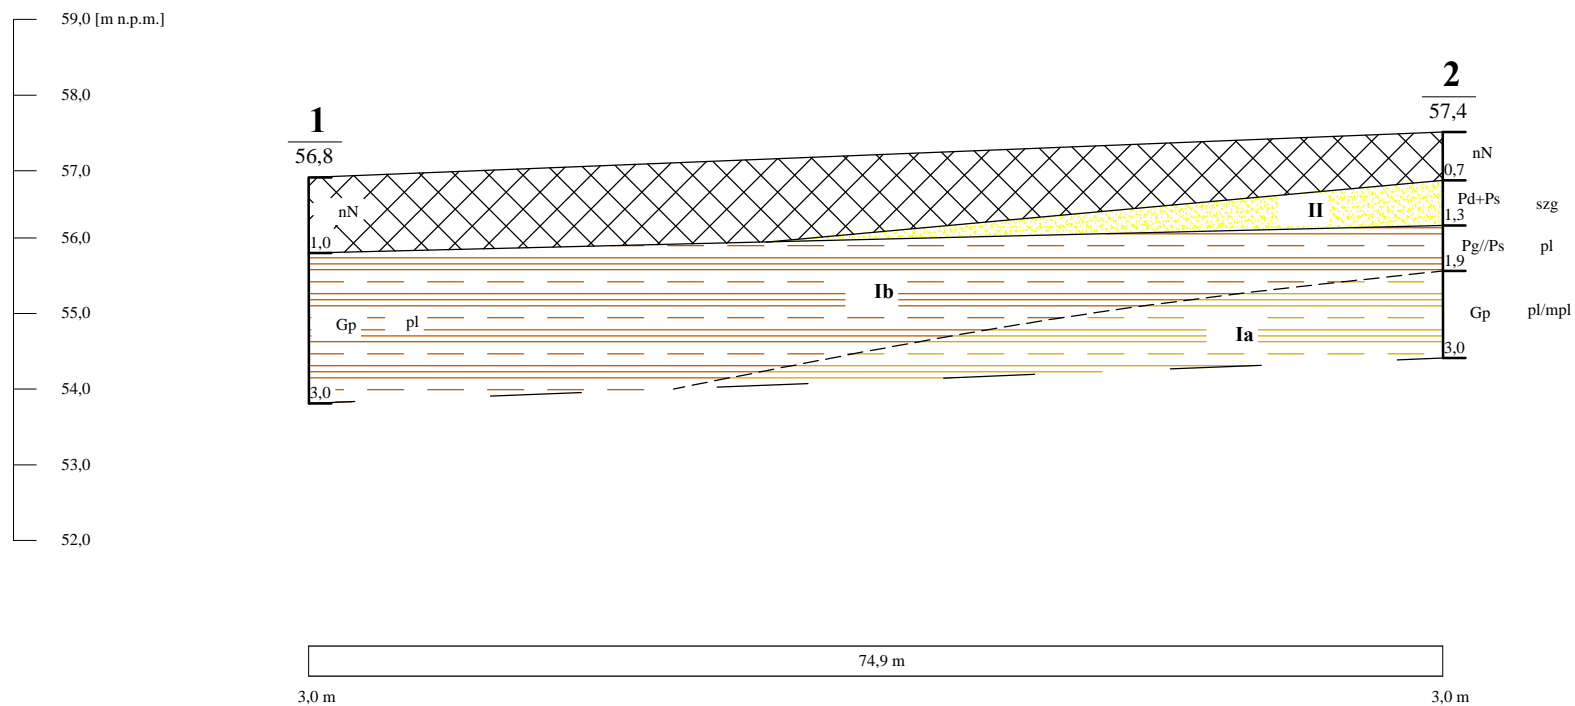 59,0 [m n.p.m.]
58,0
57,0
56,0
55,0
54,0
53,0
52,0
1
56,8
nN
1,0
Gp pl
3,0
Ib
II
Ia
2
57,4
nN
0,7
Pd+Ps szg
1,3
Pg//Ps pl
1,9
Gp pl/mpl
3,0
74,9 m
3,0 m 3,0 m